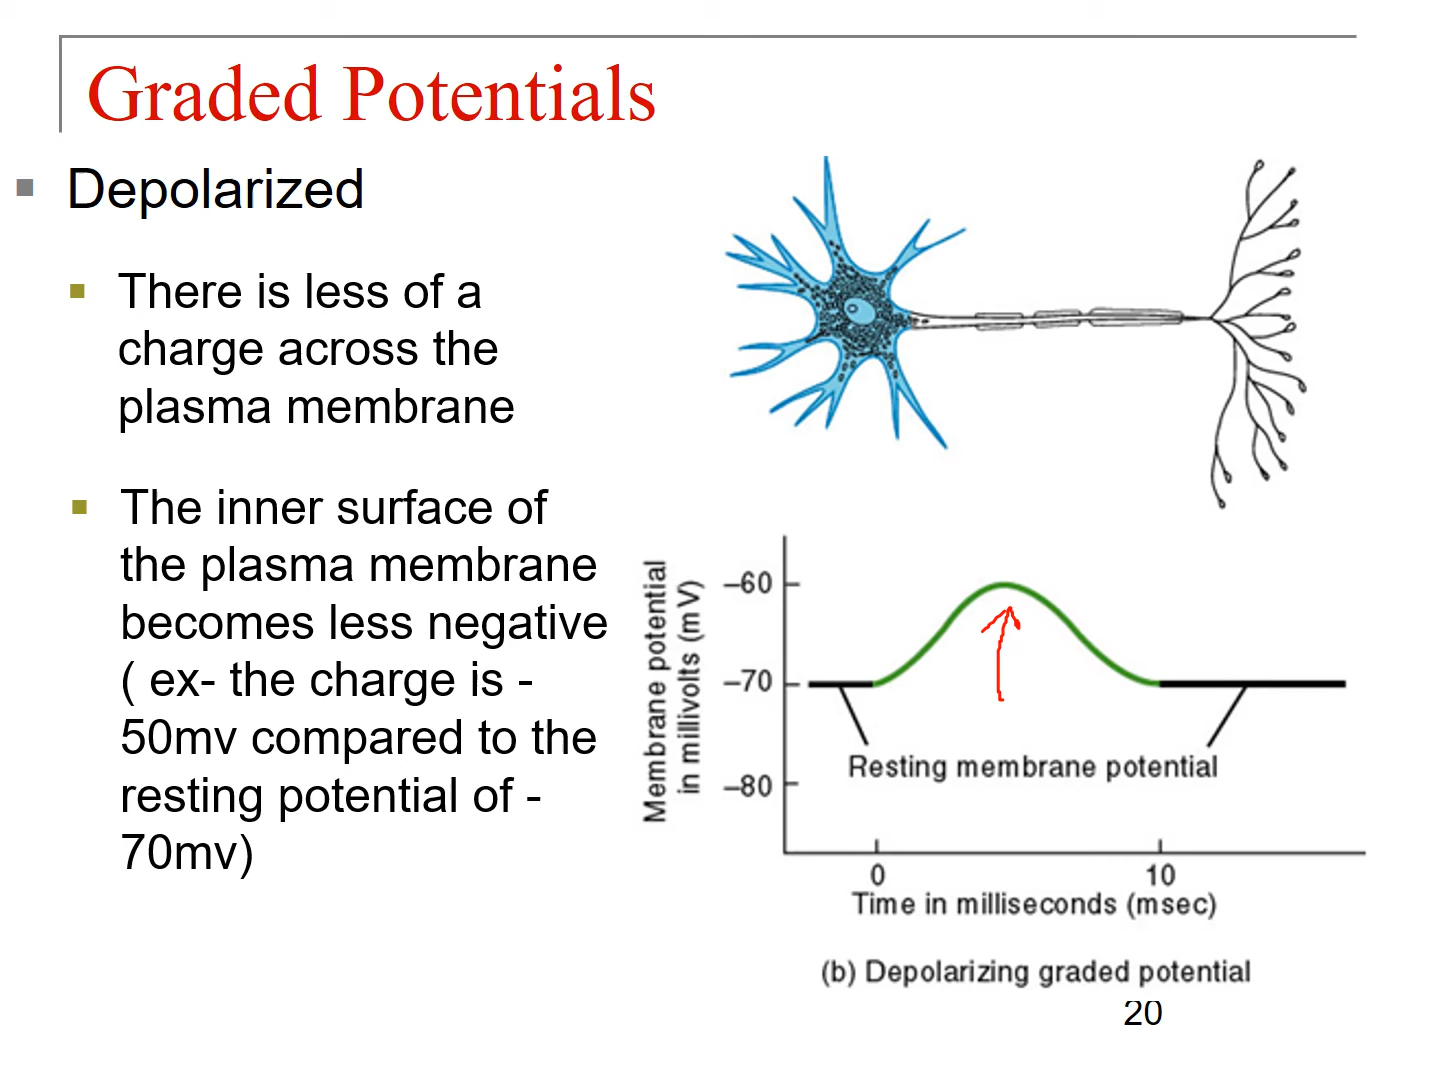 Graded Potentials
Depolarized
There is less of a
charge across the
plasma membrane
The inner surface of
the plasma membrane
becomes less negative
( ex- the charge is -
50mv compared to the
resting potential of -
70mv)
Membrane potential
in millivolts (mV)
–60
–70
–80
Resting membrane potential
0
10
Time in milliseconds (msec)
(b) Depolarizing graded potential
20